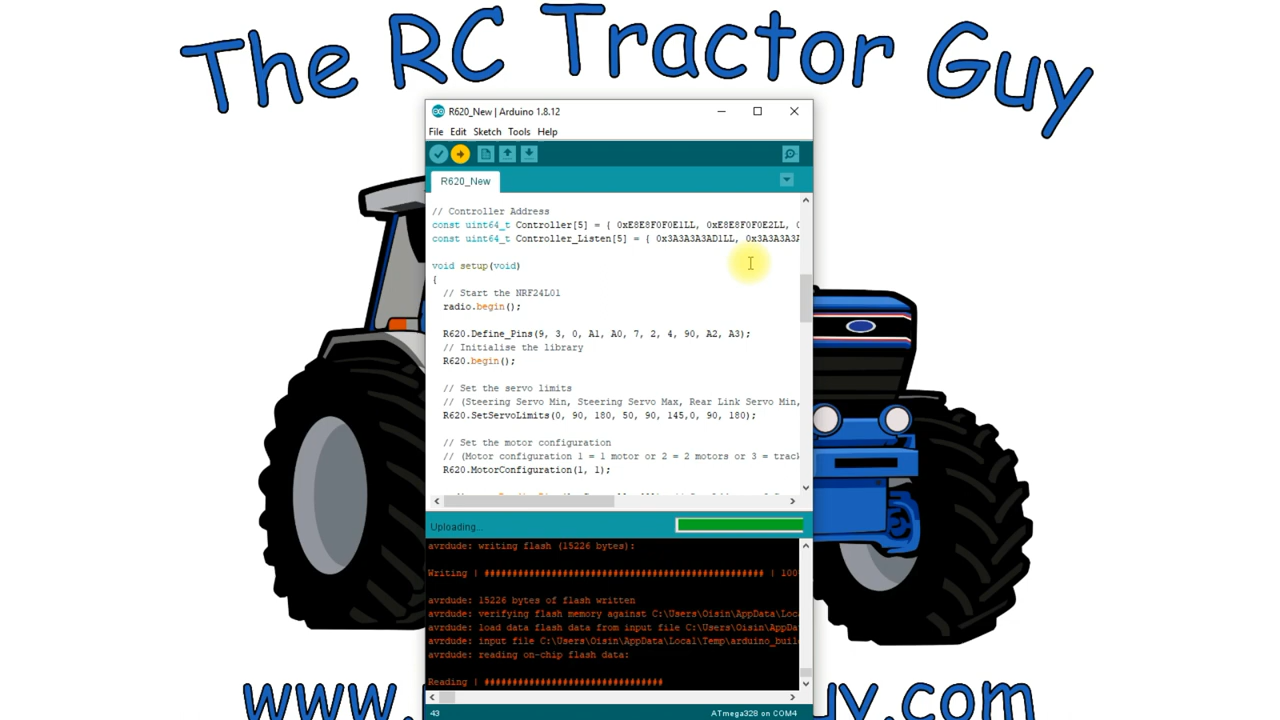 The RC Tractor Guy
R620_New | Arduino 1.8.12
File Edit Sketch Tools Help
R620_New
// Controller Address
const uint64_t Controller[5] = { 0xE8E8F0F0E1LL, 0xE8E8F0F0E2LL, 0
const uint64_t Controller_Listen[5] = { 0x3A3A3A3AD1LL, 0x3A3A3A3A
void setup(void)
{
// Start the NRF24L01
radio.begin();
R620.Define_Pins(9, 3, 0, A1, A0, 7, 2, 4, 90, A2, A3);
// Initialise the library
R620.begin();
// Set the servo limits
// (Steering Servo Min, Steering Servo Max, Rear Link Servo Min,
R620.SetServoLimits(0, 90, 180, 50, 90, 145,0, 90, 180);
// Set the motor configuration
// (Motor configuration 1 = 1 motor or 2 = 2 motors or 3 = track
R620.MotorConfiguration(1, 1);
Uploading...
avrdude: writing flash (15226 bytes):
Writing | ################################################## | 100
avrdude: 15226 bytes of flash written
avrdude: verifying flash memory against C:\Users\Oisin\AppData\Loca
avrdude: load data flash data from input file C:\Users\Oisin\AppDa
avrdude: input file C:\Users\Oisin\AppData\Local\Temp\arduino_buil
avrdude: reading on-chip flash data:
Reading | ################################
43 ATmega328 on COM4
www. uy.com